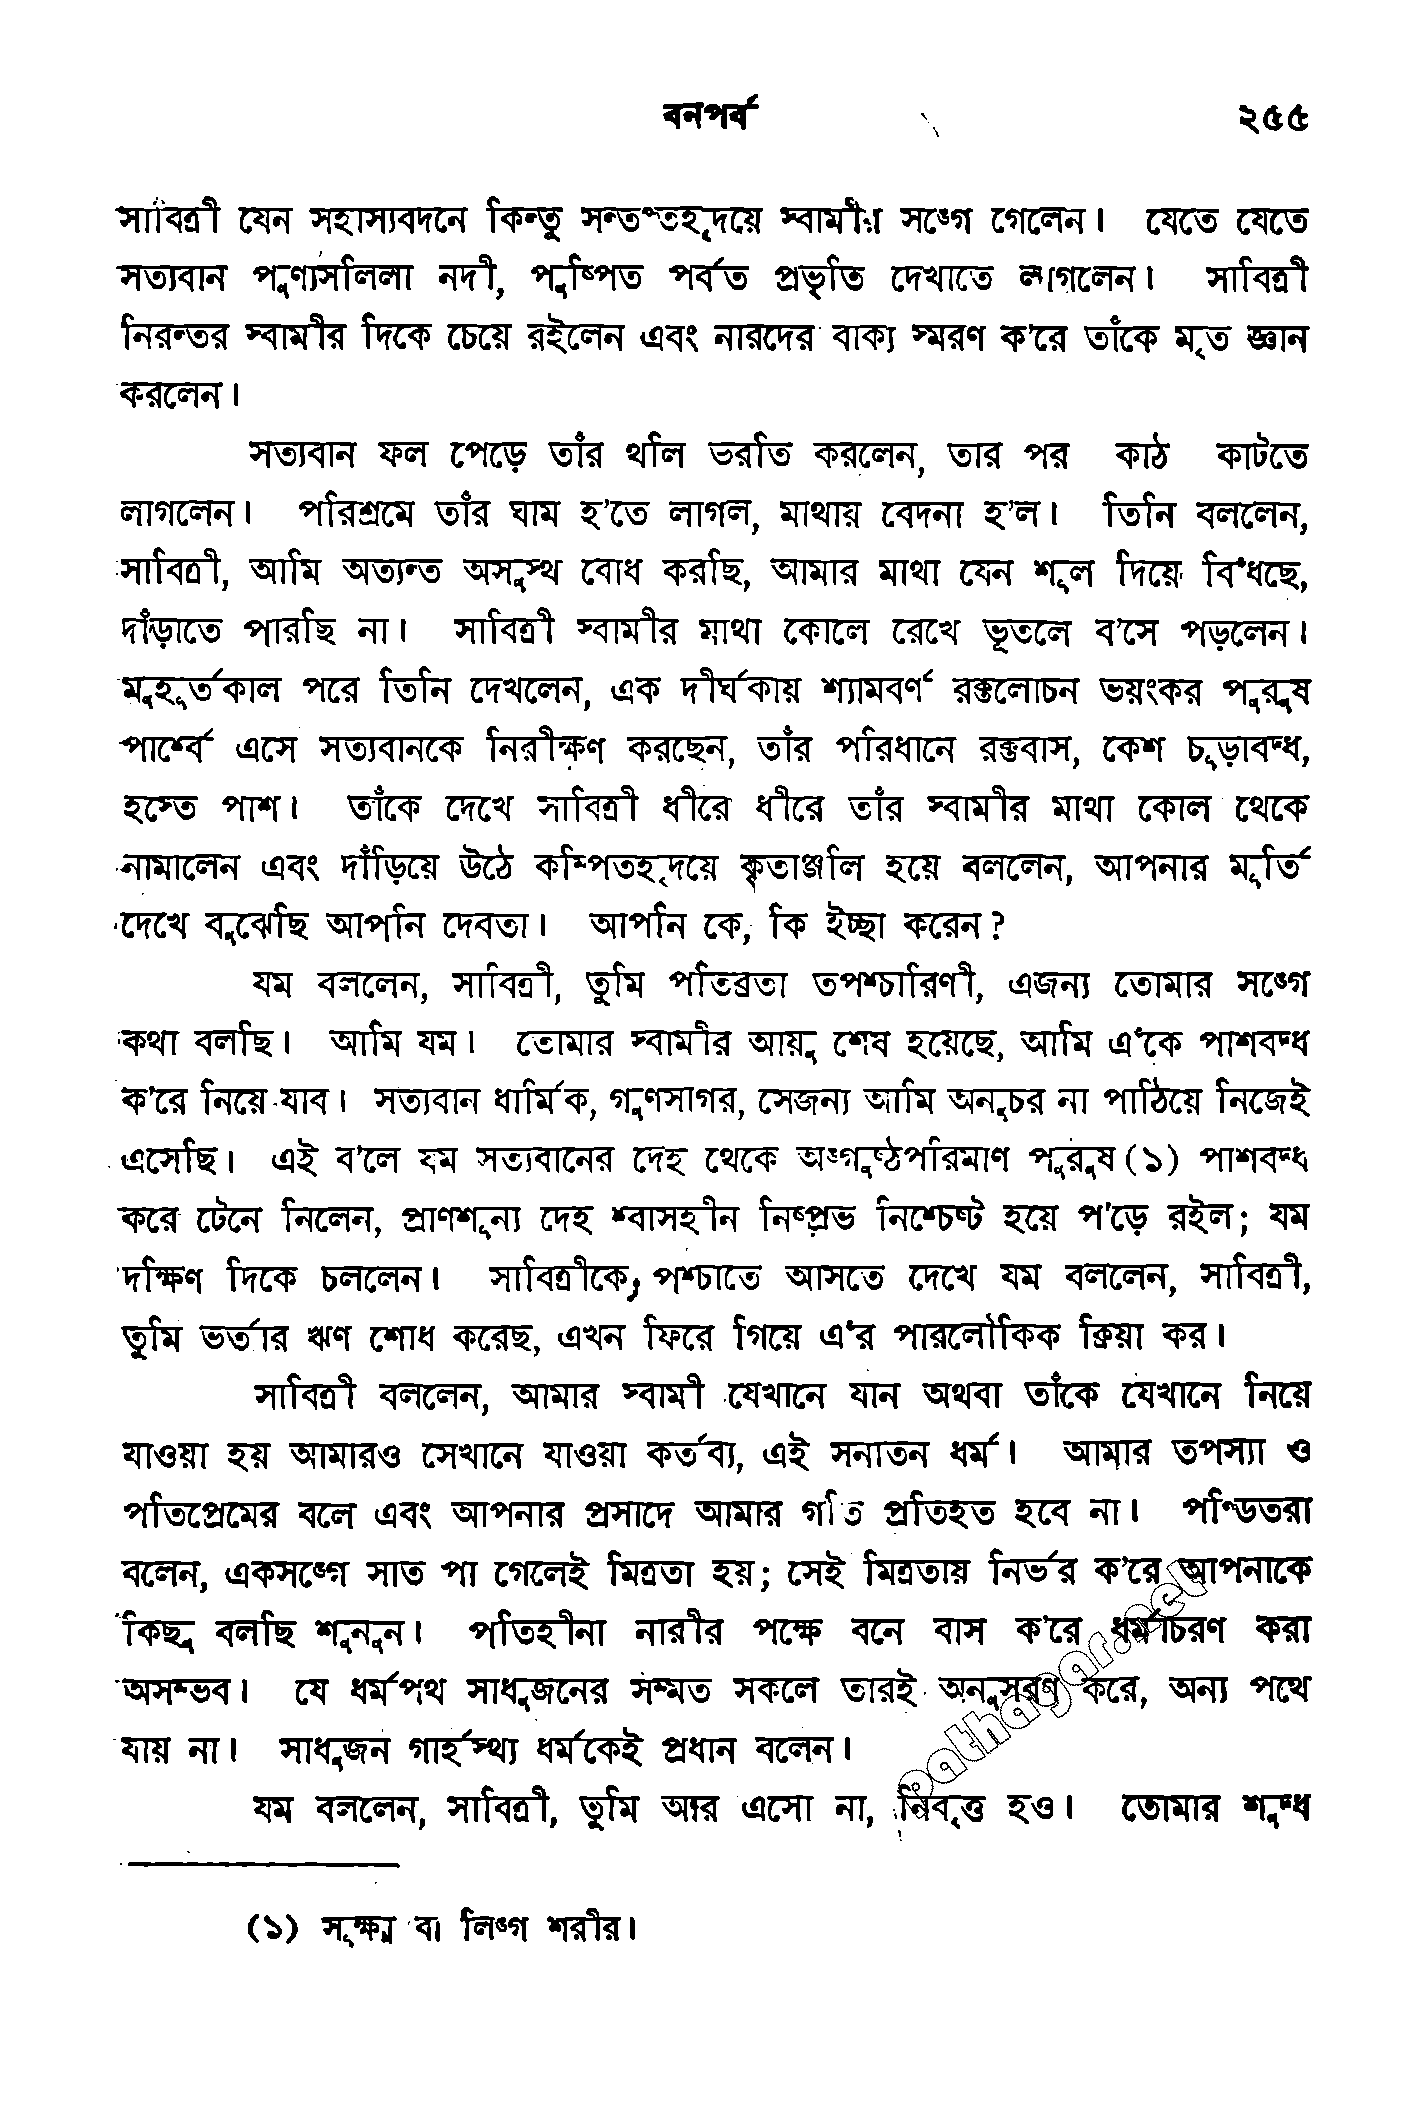 বনপর্ব ২৫৫
সাবিত্রী যেন সহাস্যবদনে কিন্তু সন্তপ্তহৃদয়ে স্বামীর সঙ্গে গেলেন। যেতে যেতে
সত্যবান পুণ্যসলিলা নদী, পুষ্পিত পর্বত প্রভৃতি দেখাতে লাগলেন। সাবিত্রী
নিরন্তর স্বামীর দিকে চেয়ে রইলেন এবং নারদের বাক্য স্মরণ ক'রে তাঁকে মৃত জ্ঞান
করলেন।
সত্যবান ফল পেড়ে তাঁর থলি ভরতি করলেন, তার পর কাঠ কাটতে
লাগলেন। পরিশ্রমে তাঁর ঘাম হ'তে লাগল, মাথায় বেদনা হ'ল। তিনি বললেন,
সাবিত্রী, আমি অত্যন্ত অসুস্থ বোধ করছি, আমার মাথা যেন শূল দিয়ে বিঁধছে,
দাঁড়াতে পারছি না। সাবিত্রী স্বামীর মাথা কোলে রেখে ভূতলে ব'সে পড়লেন।
মুহূর্তকাল পরে তিনি দেখলেন, এক দীর্ঘকায় শ্যামবর্ণ রক্তলোচন ভয়ংকর পুরুষ
পার্শ্বে এসে সত্যবানকে নিরীক্ষণ করছেন, তাঁর পরিধানে রক্তবাস, কেশ চূড়াবদ্ধ,
হস্তে পাশ। তাঁকে দেখে সাবিত্রী ধীরে ধীরে তাঁর স্বামীর মাথা কোল থেকে
নামালেন এবং দাঁড়িয়ে উঠে কম্পিতহৃদয়ে কৃতাঞ্জলি হয়ে বললেন, আপনার মূর্তি
দেখে বুঝেছি আপনি দেবতা। আপনি কে, কি ইচ্ছা করেন?
যম বললেন, সাবিত্রী, তুমি পতিব্রতা তপশ্চারিণী, এজন্য তোমার সঙ্গে
কথা বলছি। আমি যম। তোমার স্বামীর আয়ু শেষ হয়েছে, আমি এঁকে পাশবদ্ধ
ক'রে নিয়ে যাব। সত্যবান ধার্মিক, গুণসাগর, সেজন্য আমি অনুচর না পাঠিয়ে নিজেই
এসেছি। এই ব'লে যম সত্যবানের দেহ থেকে অঙ্গুষ্ঠপরিমাণ পুরুষ(১) পাশবদ্ধ
করে টেনে নিলেন, প্রাণশূন্য দেহ শ্বাসহীন নিষ্প্রভ নিশ্চেষ্ট হয়ে প'ড়ে রইল; যম
দক্ষিণ দিকে চললেন। সাবিত্রীকে পশ্চাতে আসতে দেখে যম বললেন, সাবিত্রী,
তুমি ভর্তার ঋণ শোধ করেছ, এখন ফিরে গিয়ে এঁর পারলৌকিক ক্রিয়া কর।
সাবিত্রী বললেন, আমার স্বামী যেখানে যান অথবা তাঁকে যেখানে নিয়ে
যাওয়া হয় আমারও সেখানে যাওয়া কর্তব্য, এই সনাতন ধর্ম। আমার তপস্যা ও
পতিপ্রেমের বলে এবং আপনার প্রসাদে আমার গতি প্রতিহত হবে না। পণ্ডিতরা
বলেন, একসঙ্গে সাত পা গেলেই মিত্রতা হয়; সেই মিত্রতায় নির্ভর ক'রে আপনাকে
কিছু বলছি শুনুন। পতিহীনা নারীর পক্ষে বনে বাস ক'রে ধর্মাচরণ করা
অসম্ভব। যে ধর্মপথ সাধুজনের সম্মত সকলে তারই অনুসরণ করে, অন্য পথে
যায় না। সাধুজন গার্হস্থ্য ধর্মকেই প্রধান বলেন।
যম বললেন, সাবিত্রী, তুমি আর এসো না, নিবৃত্ত হও। তোমার শুদ্ধ
(১) সূক্ষ্ম বা লিঙ্গ শরীর।
pathagar.net